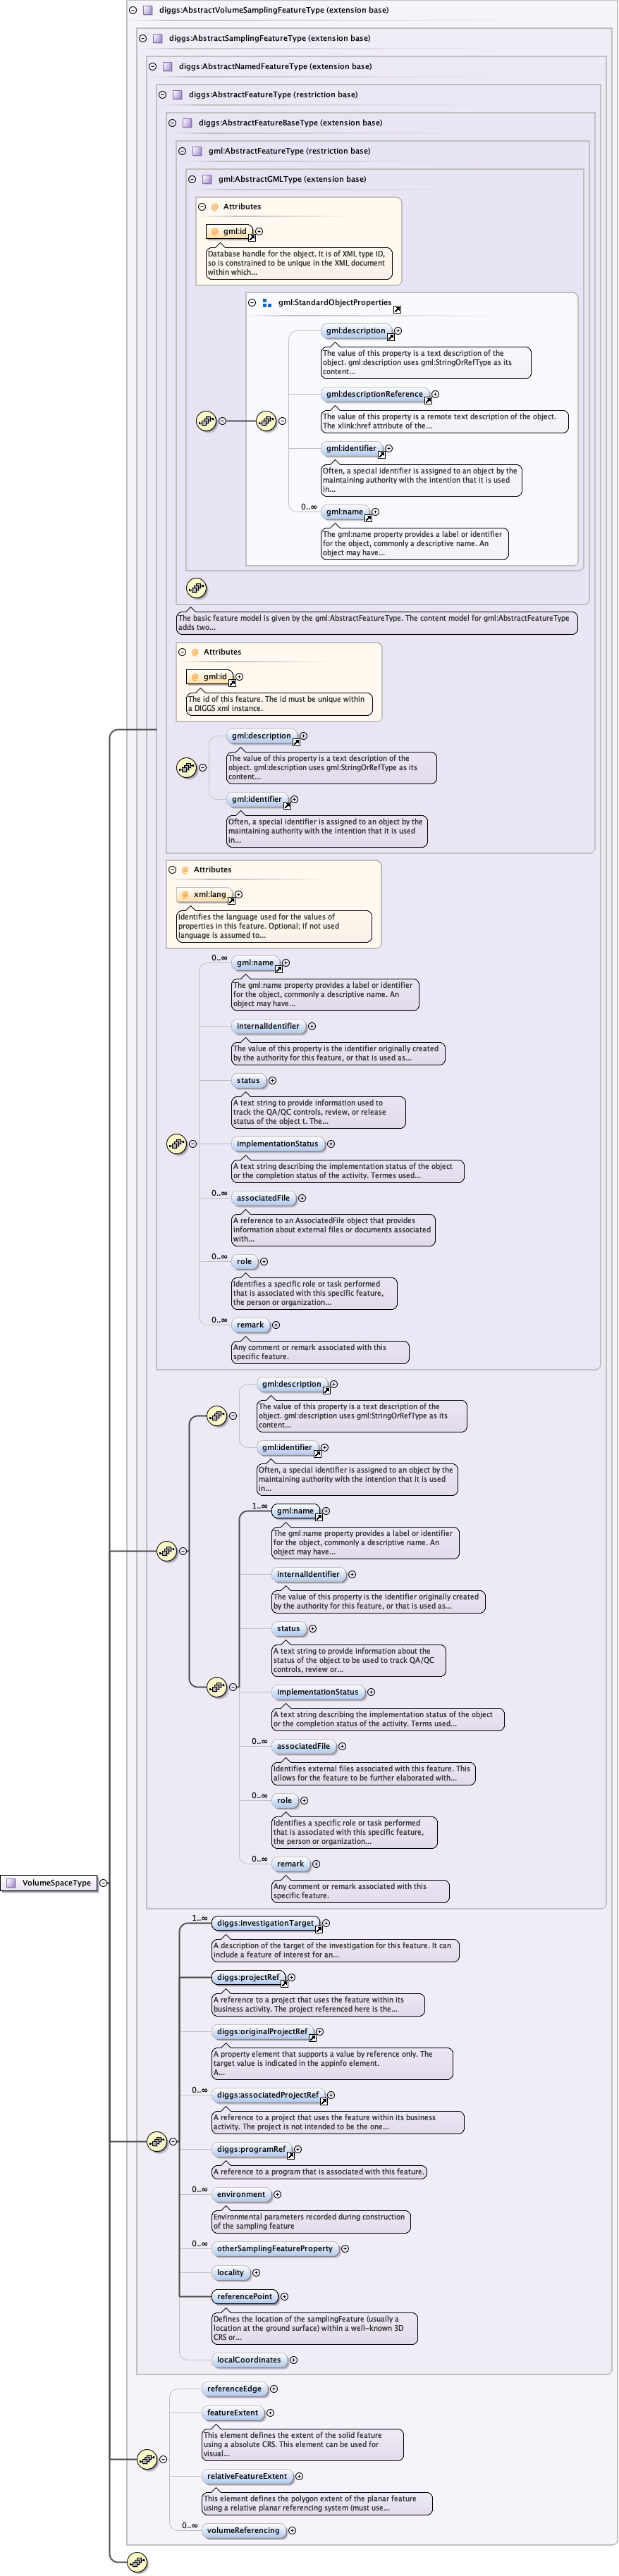 diggs:AbstractVolumeSamplingFeatureType (extension base)
diggs:AbstractSamplingFeatureType (extension base)
diggs:AbstractNamedFeatureType (extension base)
diggs:AbstractFeatureType (restriction base)
diggs:AbstractFeatureBaseType (extension base)
gml:AbstractFeatureType (restriction base)
gml:AbstractGMLType (extension base)
@ Attributes
@ gml:id
Database handle for the object. It is of XML type ID,
so is constrained to be unique in the XML document
within which...
gml:StandardObjectProperties
gml:description
The value of this property is a text description of the
object. gml:description uses gml:StringOrRefType as its
content...
gml:descriptionReference
The value of this property is a remote text description of the object.
The xlink:href attribute of the...
gml:identifier
Often, a special identifier is assigned to an object by the
maintaining authority with the intention that it is used
in...
0..∞
gml:name
The gml:name property provides a label or identifier
for the object, commonly a descriptive name. An
object may have...
The basic feature model is given by the gml:AbstractFeatureType. The content model for gml:AbstractFeatureType
adds two...
@ Attributes
@ gml:id
The id of this feature. The id must be unique within
a DIGGS xml instance.
gml:description
The value of this property is a text description of the
object. gml:description uses gml:StringOrRefType as its
content...
gml:identifier
Often, a special identifier is assigned to an object by the
maintaining authority with the intention that it is used
in...
@ Attributes
@ xml:lang
Identifies the language used for the values of
properties in this feature. Optional; if not used
language is assumed to...
0..∞
gml:name
The gml:name property provides a label or identifier
for the object, commonly a descriptive name. An
object may have...
internalIdentifier
The value of this property is the identifier originally created
by the authority for this feature, or that is used as...
status
A text string to provide information used to
track the QA/QC controls, review, or release
status of the object t. The...
implementationStatus
A text string describing the implementation status of the object
or the completion status of the activity. Termes used...
0..∞
associatedFile
A reference to an AssociatedFile object that provides
information about external files or documents associated
with...
0..∞
role
Identifies a specific role or task performed
that is associated with this specific feature,
the person or organization...
0..∞
remark
Any comment or remark associated with this
specific feature.
gml:description
The value of this property is a text description of the
object. gml:description uses gml:StringOrRefType as its
content...
gml:identifier
Often, a special identifier is assigned to an object by the
maintaining authority with the intention that it is used
in...
1..∞
gml:name
The gml:name property provides a label or identifier
for the object, commonly a descriptive name. An
object may have...
internalIdentifier
The value of this property is the identifier originally created
by the authority for this feature, or that is used as...
status
A text string to provide information about the
status of the object to be used to track QA/QC
controls, review or...
implementationStatus
A text string describing the implementation status of the object
or the completion status of the activity. Terms used...
0..∞
associatedFile
Identifies external files associated with this feature. This
allows for the feature to be further elaborated with...
0..∞
role
Identifies a specific role or task performed
that is associated with this specific feature,
the person or organization...
0..∞
remark
Any comment or remark associated with this
specific feature.
VolumeSpaceType
1..∞
diggs:investigationTarget
A description of the target of the investigation for this feature. It can
include a feature of interest for an...
diggs:projectRef
A reference to a project that uses the feature within its
business activity. The project referenced here is the...
diggs:originalProjectRef
A property element that supports a value by reference only. The
target value is indicated in the appinfo element.
A...
0..∞
diggs:associatedProjectRef
A reference to a project that uses the feature within its business
activity. The project is not intended to be the one...
0..∞
diggs:programRef
A reference to a program that is associated with this feature.
0..∞
environment
Environmental parameters recorded during construction
of the sampling feature
0..∞
otherSamplingFeatureProperty
locality
referencePoint
Defines the location of the samplingFeature (usually a
location at the ground surface) within a well-known 3D
CRS or...
localCoordinates
referenceEdge
featureExtent
This element defines the extent of the solid feature
using a absolute CRS. This element can be used for
visual...
relativeFeatureExtent
This element defines the polygon extent of the planar feature
using a relative planar referencing system (must use...
0..∞
volumeReferencing